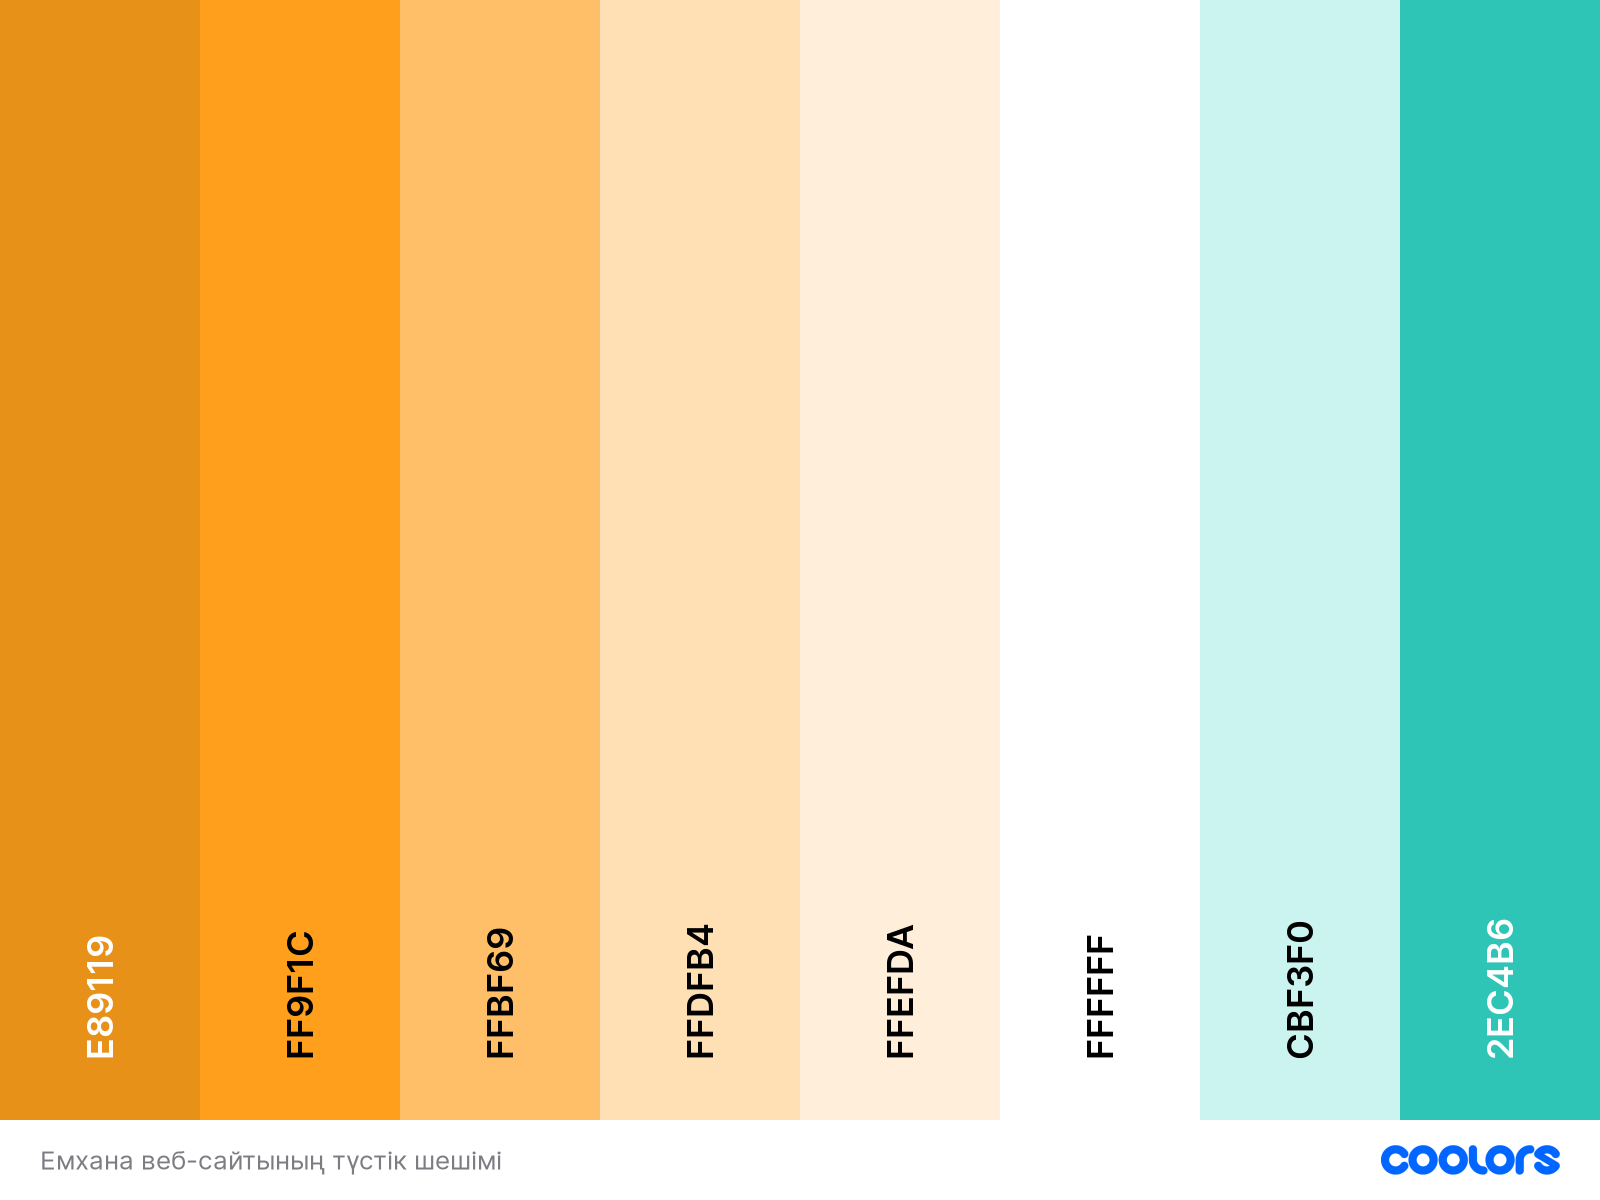 E89119
FF9F1C
FFBF69
FFDFB4
FFEFDA
FFFFFF
CBF3F0
2EC4B6
Емхана веб-сайтының түстік шешімі
coolors